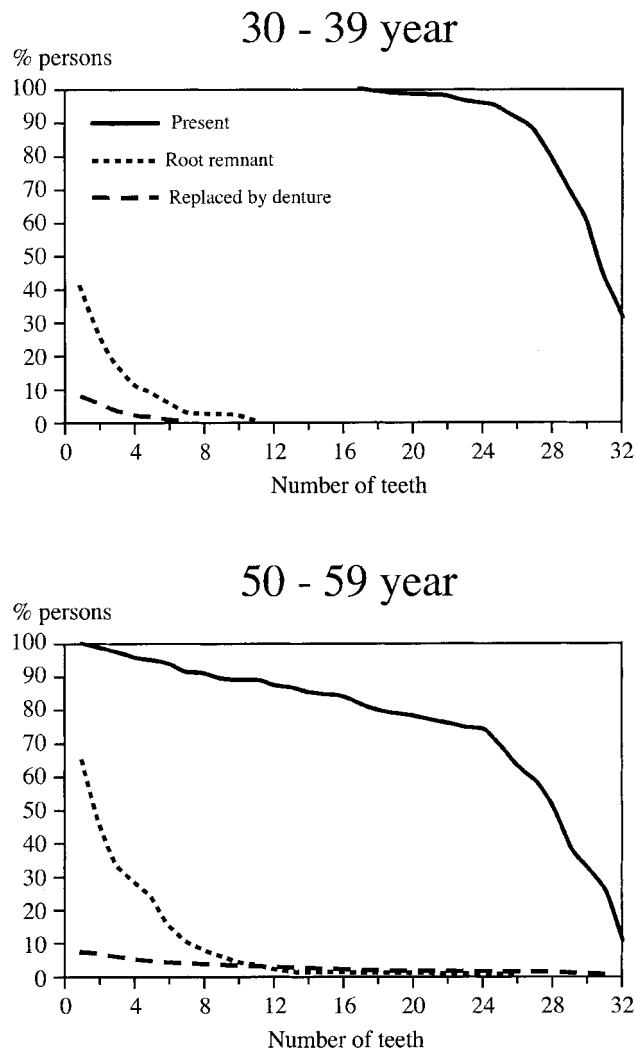 30 - 39 year
% persons
100
90
80
70
60
50
40
30
20
10
0
Present
Root remnant
Replaced by denture
0 4 8 12 16 20 24 28 32
Number of teeth
50 - 59 year
% persons
100
90
80
70
60
50
40
30
20
10
0
0 4 8 12 16 20 24 28 32
Number of teeth